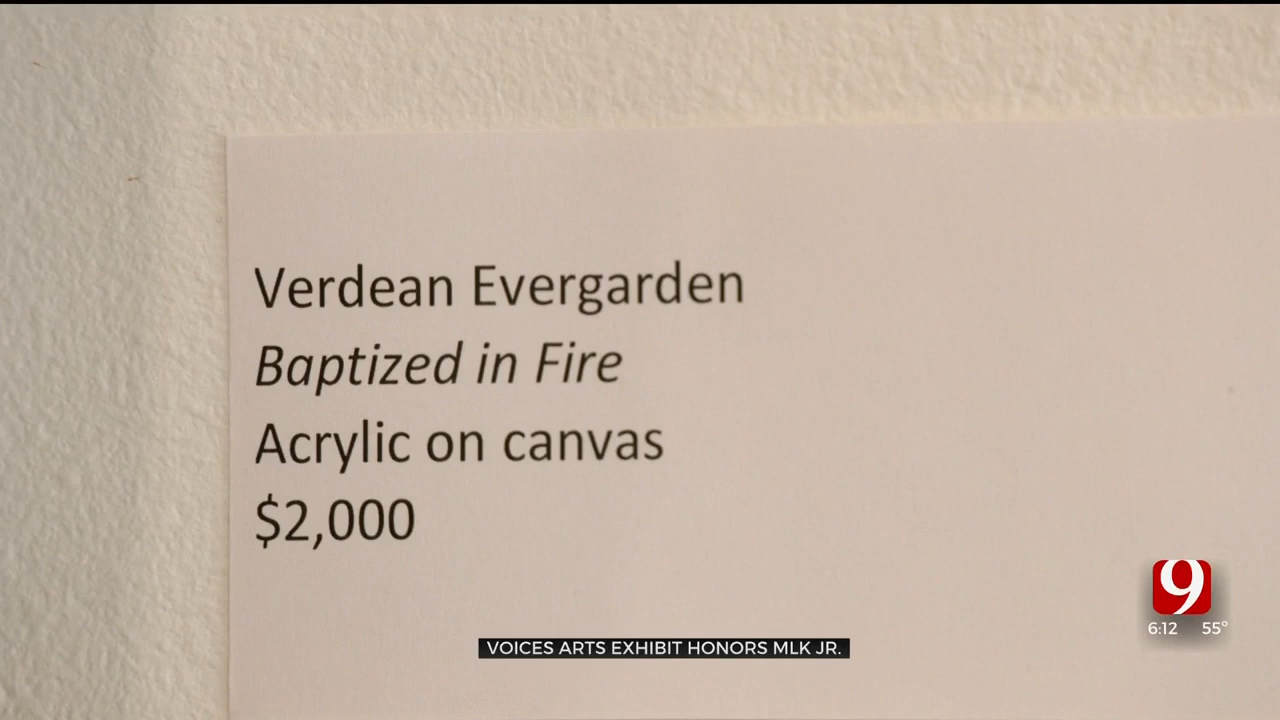 Verdean Evergarden
Baptized in Fire
Acrylic on canvas
$2,000
9
6:12 55°
VOICES ARTS EXHIBIT HONORS MLK JR.